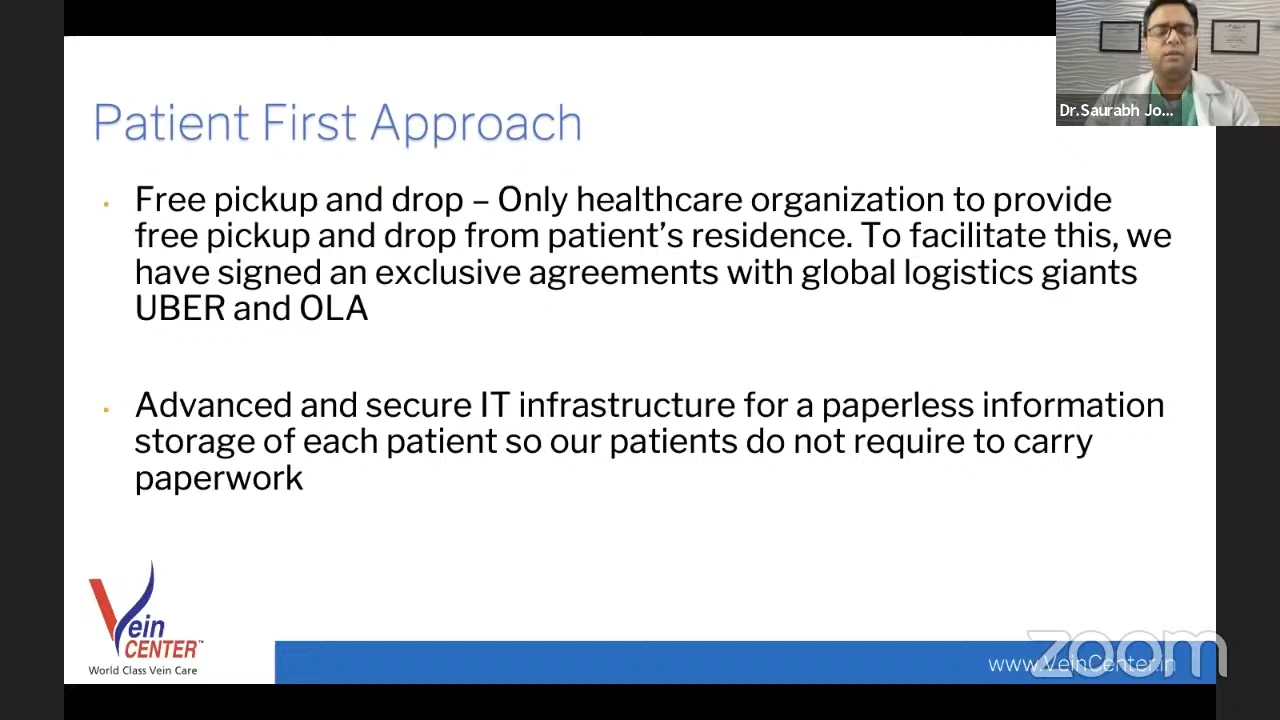 Dr.Saurabh Jo...
Patient First Approach
Free pickup and drop – Only healthcare organization to provide
free pickup and drop from patient’s residence. To facilitate this, we
have signed an exclusive agreements with global logistics giants
UBER and OLA
Advanced and secure IT infrastructure for a paperless information
storage of each patient so our patients do not require to carry
paperwork
Vein
CENTER™
World Class Vein Care
www.VeinCenter.in
zoom